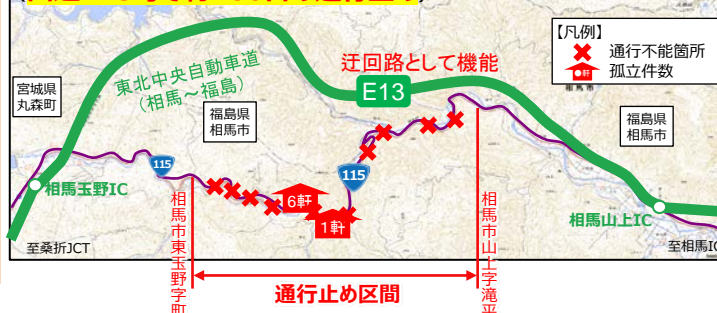 【凡例】
通行不能箇所
●軒
孤立件数
迂回路として機能
E13
東北中央自動車道
（相馬～福島）
宮城県
丸森町
福島県
相馬市
福島県
相馬市
115
115
相馬玉野IC
6軒
1軒
相馬山上IC
至桑折JCT
至相馬IC
相馬市東玉野字町
相馬市山上字滝平
通行止め区間